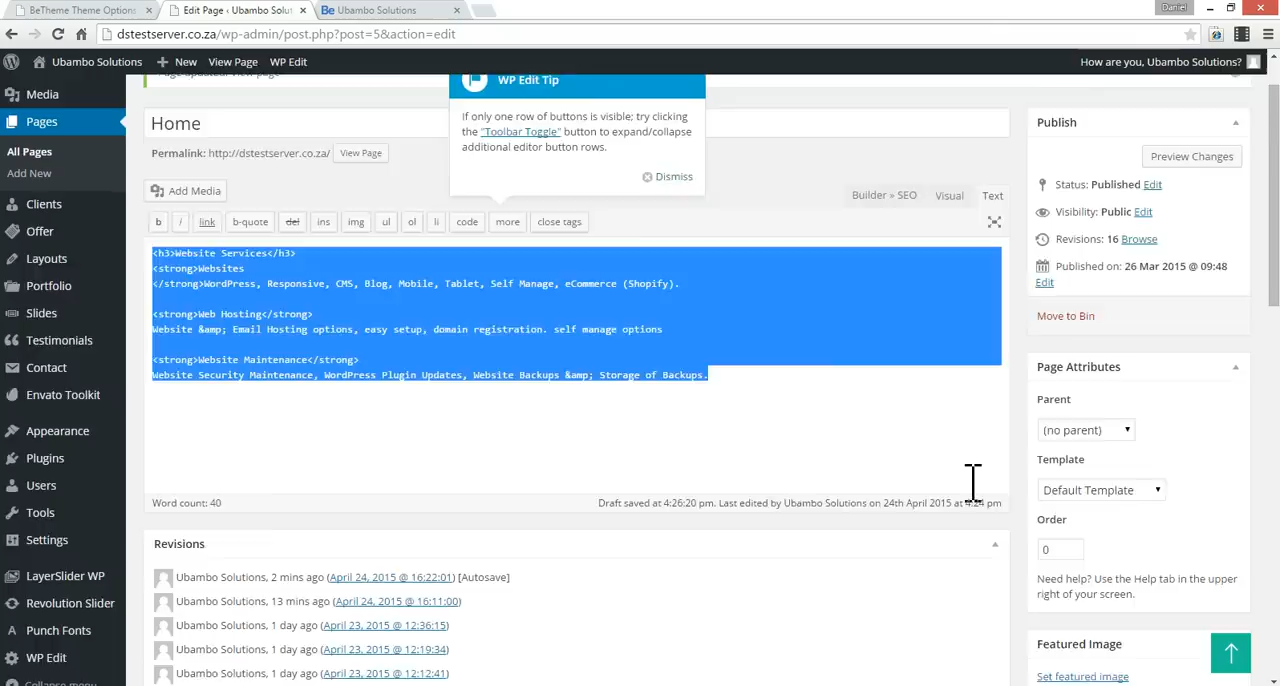 BeTheme Theme Options
Edit Page ‹ Ubambo Solut
Be Ubambo Solutions
Daniel
dstestserver.co.za/wp-admin/post.php?post=5&action=edit
Ubambo Solutions
New
View Page
WP Edit
How are you, Ubambo Solutions?
Media
Pages
All Pages
Add New
Clients
Offer
Layouts
Portfolio
Slides
Testimonials
Contact
Envato Toolkit
Appearance
Plugins
Users
Tools
Settings
LayerSlider WP
Revolution Slider
Punch Fonts
WP Edit
Collapse menu
Page updated. View page
WP Edit Tip
If only one row of buttons is visible; try clicking
the "Toolbar Toggle" button to expand/collapse
additional editor button rows.
Dismiss
Home
Permalink: http://dstestserver.co.za/ View Page
Add Media
Builder » SEO
Visual
Text
b i link b-quote del ins img ul ol li code more close tags
<h3>Website Services</h3>
<strong>Websites
</strong>WordPress, Responsive, CMS, Blog, Mobile, Tablet, Self Manage, eCommerce (Shopify).
<strong>Web Hosting</strong>
Website &amp; Email Hosting options, easy setup, domain registration. self manage options
<strong>Website Maintenance</strong>
Website Security Maintenance, WordPress Plugin Updates, Website Backups &amp; Storage of Backups.
Word count: 40
Draft saved at 4:26:20 pm. Last edited by Ubambo Solutions on 24th April 2015 at 4:24 pm
Revisions
Ubambo Solutions, 2 mins ago (April 24, 2015 @ 16:22:01) [Autosave]
Ubambo Solutions, 13 mins ago (April 24, 2015 @ 16:11:00)
Ubambo Solutions, 1 day ago (April 23, 2015 @ 12:36:15)
Ubambo Solutions, 1 day ago (April 23, 2015 @ 12:19:34)
Ubambo Solutions, 1 day ago (April 23, 2015 @ 12:12:41)
Publish
Preview Changes
Status: Published Edit
Visibility: Public Edit
Revisions: 16 Browse
Published on: 26 Mar 2015 @ 09:48
Edit
Move to Bin
Page Attributes
Parent
(no parent)
Template
Default Template
Order
0
Need help? Use the Help tab in the upper
right of your screen.
Featured Image
Set featured image